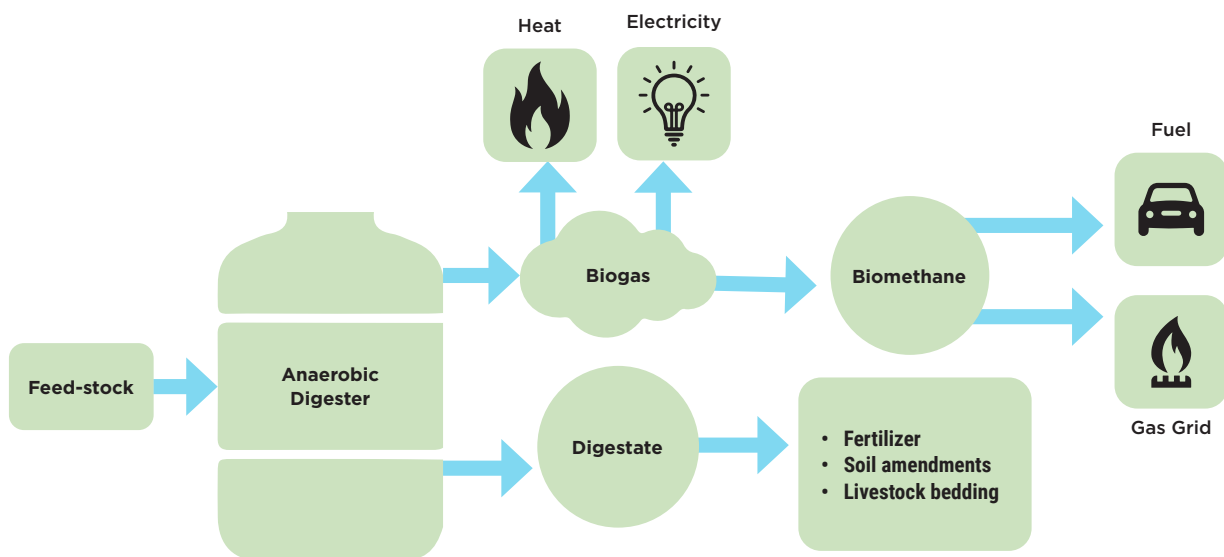 Heat
Electricity
Fuel
Biogas
Biomethane
Feed-stock
Anaerobic
Digester
Gas Grid
Digestate
• Fertilizer
• Soil amendments
• Livestock bedding